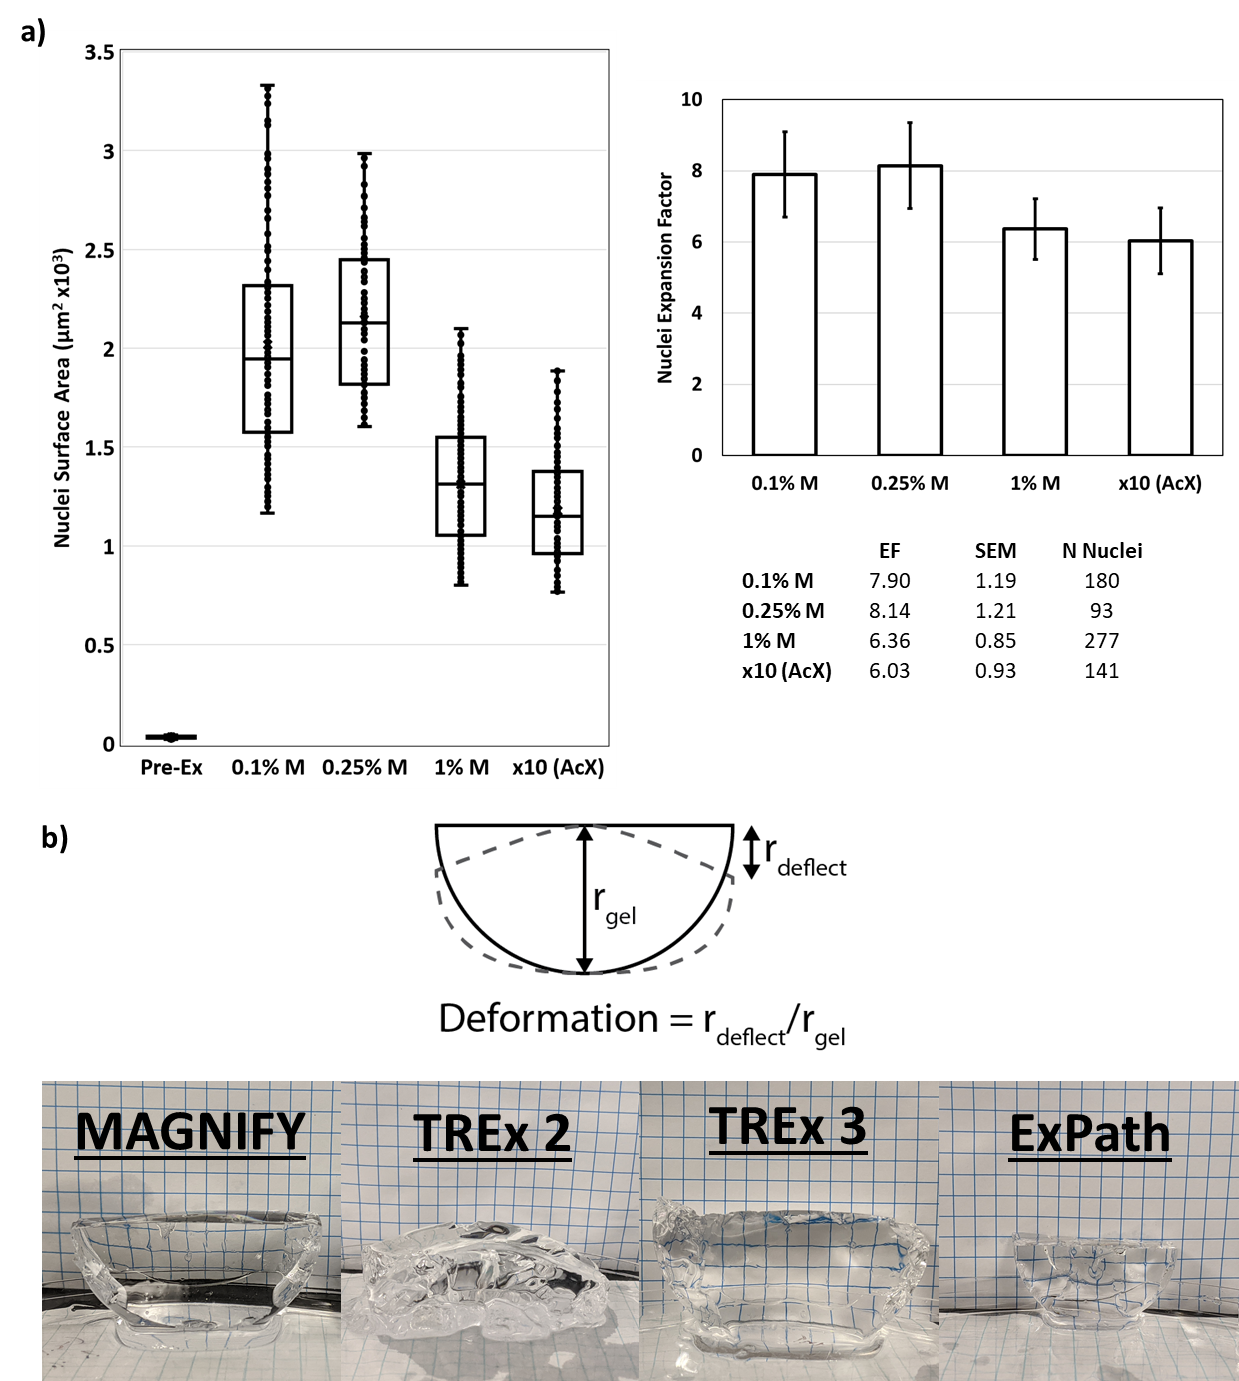 a)
3.5
3
2.5
2
1.5
1
0.5
0
Nuclei Surface Area (µm² x10³)
Pre-Ex 0.1% M 0.25% M 1% M x10 (AcX)
10
8
6
4
2
0
Nuclei Expansion Factor
0.1% M 0.25% M 1% M x10 (AcX)
EF SEM N Nuclei
0.1% M 7.90 1.19 180
0.25% M 8.14 1.21 93
1% M 6.36 0.85 277
x10 (AcX) 6.03 0.93 141
b)
r deflect
r gel
Deformation = r deflect/r gel
MAGNIFY
TREx 2
TREx 3
ExPath